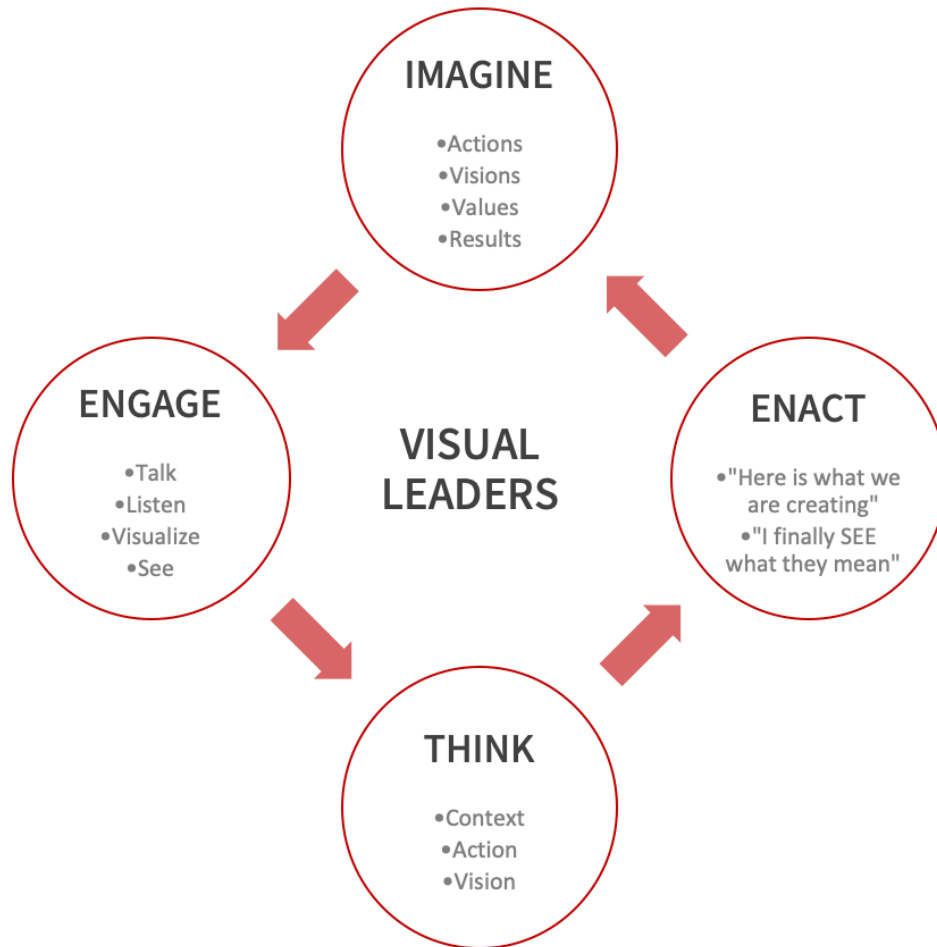 IMAGINE
•Actions
•Visions
•Values
•Results
ENGAGE
•Talk
•Listen
•Visualize
•See
VISUAL
LEADERS
ENACT
•"Here is what we
are creating"
•"I finally SEE
what they mean"
THINK
•Context
•Action
•Vision